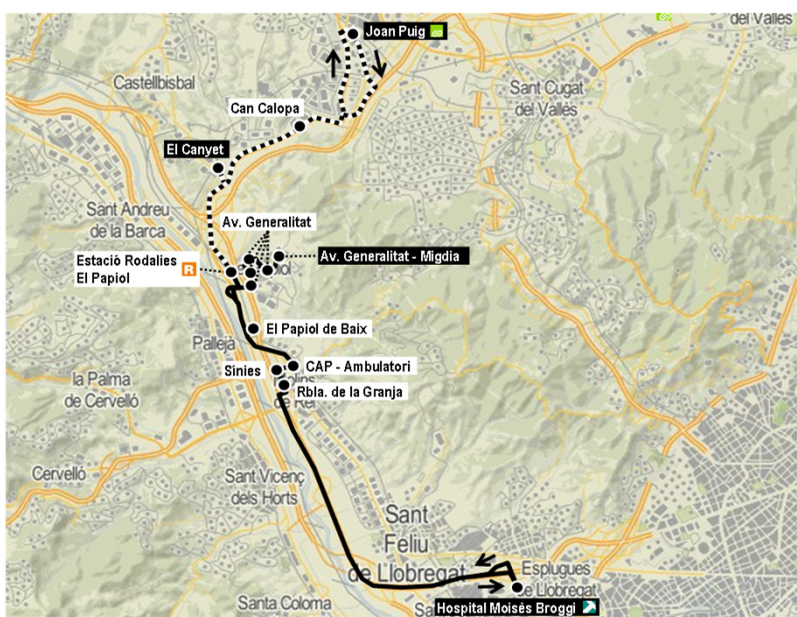 del Vallès
Joan Puig
Castellbisbal
Sant Cugat
del Vallès
Can Calopa
El Canyet
Sant Andreu
de la Barca
Av. Generalitat
Estació Rodalies
El Papiol
R
Av. Generalitat - Migdia
El Papiol de Baix
Pallejà
CAP - Ambulatori
Sínies
la Palma
de Cervelló
Rbla. de la Granja
de Rei
Cervelló
Sant Vicenç
dels Horts
Sant
Feliu
de Llobregat
Esplugues
de Llobregat
Santa Coloma
Hospital Moisès Broggi